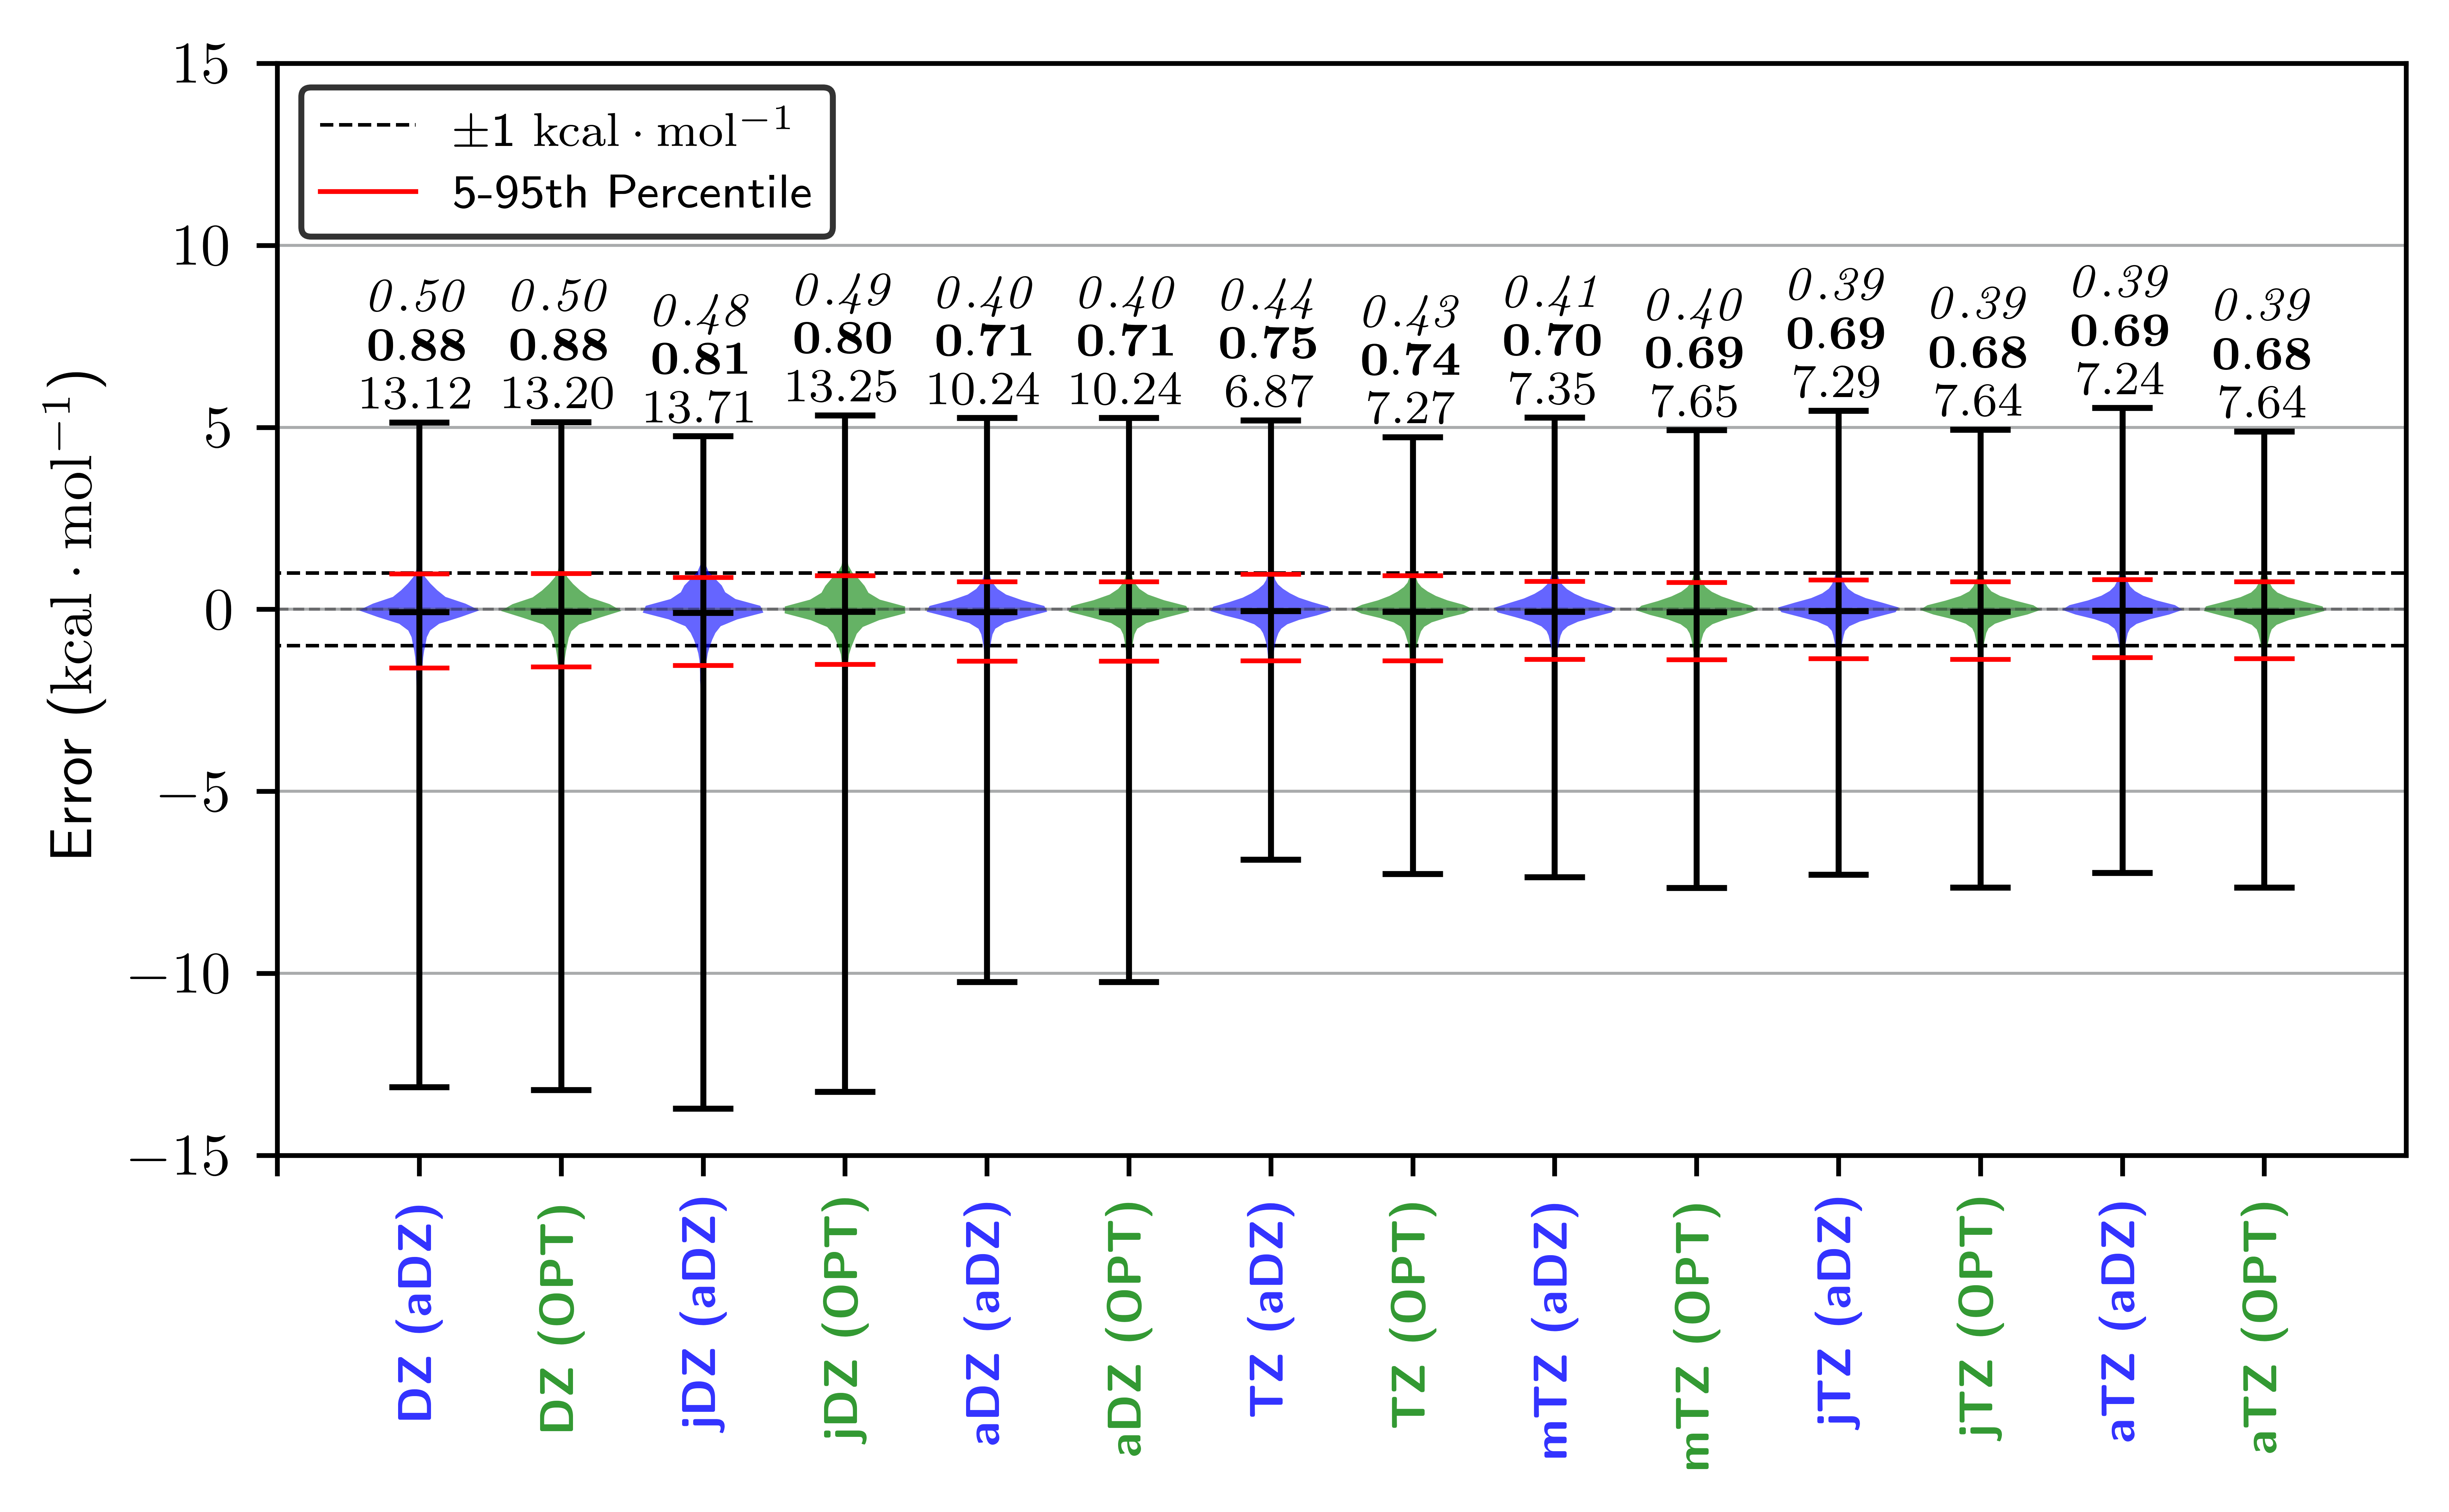 15
10
5
0
−5
−10
−15
Error (kcal · mol⁻¹)
±1 kcal · mol⁻¹
5-95th Percentile
0.50 0.50 0.48 0.49 0.40 0.40 0.44 0.43 0.41 0.40 0.39 0.39 0.39 0.39
0.88 0.88 0.81 0.80 0.71 0.71 0.75 0.74 0.70 0.69 0.69 0.68 0.69 0.68
13.12 13.20 13.71 13.25 10.24 10.24 6.87 7.27 7.35 7.65 7.29 7.64 7.24 7.64
DZ (aDZ)
DZ (OPT)
jDZ (aDZ)
jDZ (OPT)
aDZ (aDZ)
aDZ (OPT)
TZ (aDZ)
TZ (OPT)
mTZ (aDZ)
mTZ (OPT)
jTZ (aDZ)
jTZ (OPT)
aTZ (aDZ)
aTZ (OPT)